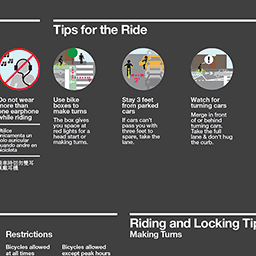 Tips for the Ride
Do not wear
more than
one earphone
while riding
Utilice
únicamente un
solo auricular
cuando ande en
bicicleta
Use bike
boxes to
make turns
The box gives
you space at
red lights for a
head start or
making turns.
3'
Stay 3 feet
from parked
cars
If cars can't
pass you with
three feet to
spare, take the
lane.
Watch for
turning cars
Merge in front
of or behind
turning cars.
Take the full
lane & don't hug
the curb.
Restrictions
Bicycles allowed
at all times
Bicycles allowed
except peak hours
Riding and Locking Tip
Making Turns